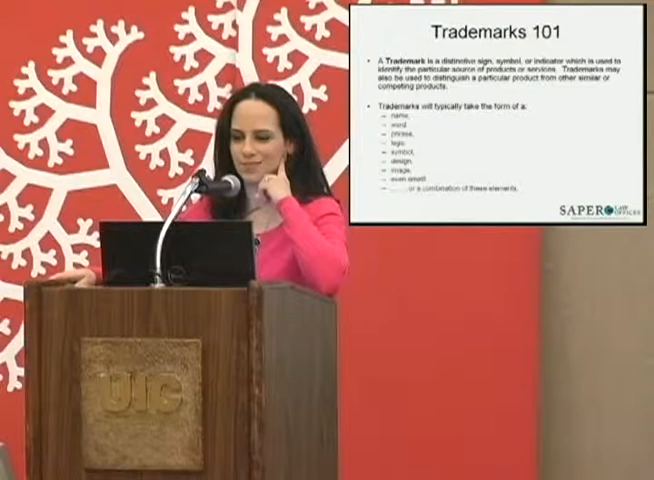 Trademarks 101
• A Trademark is a distinctive sign, symbol, or indicator which is used to
identify the particular source of products or services. Trademarks may
also be used to distinguish a particular product from other similar or
competing products.
• Trademarks will typically take the form of a:
– name,
– word,
– phrase,
– logo,
– symbol,
– design,
– image,
– even smell
– or a combination of these elements.
SAPER LAW
OFFICES
UIC